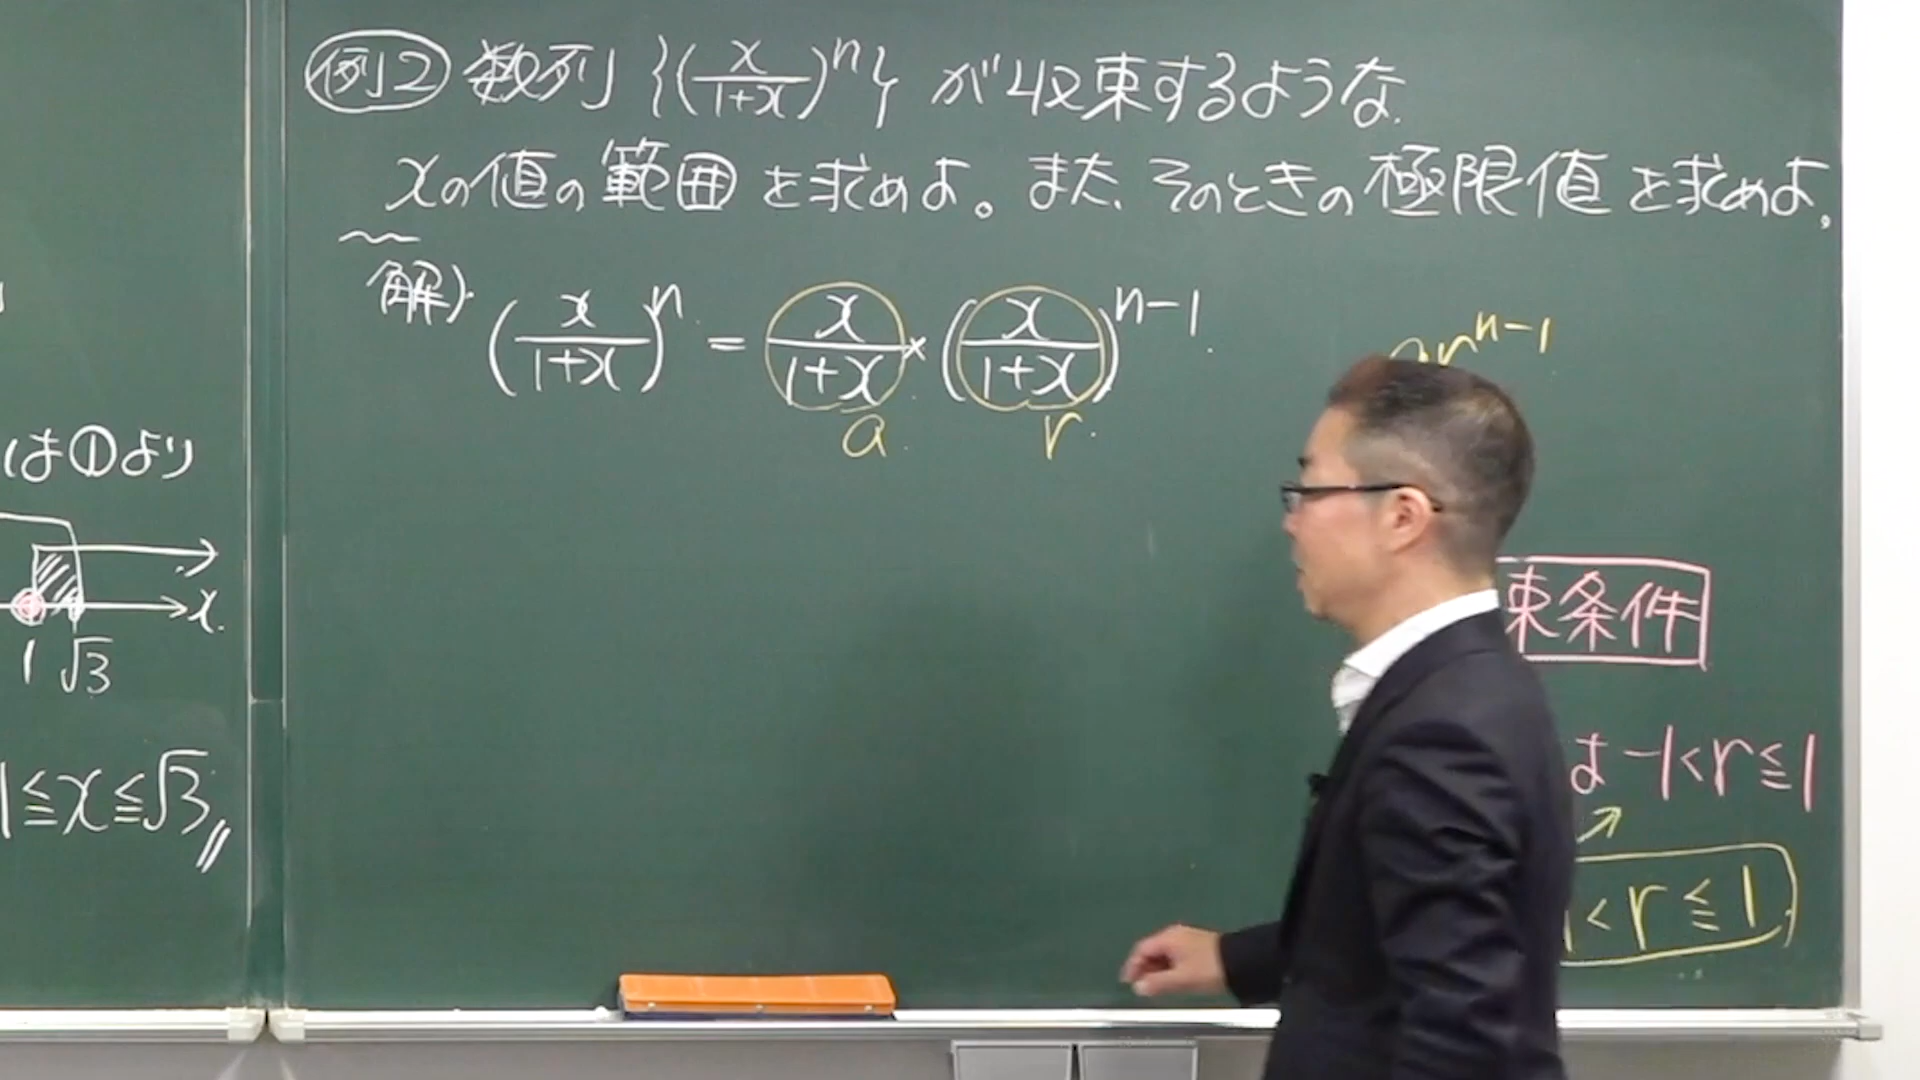 例2 数列 {(x/(1+x))^n} が収束するような
xの値の範囲を求めよ。また、そのときの極限値を求めよ。
解) (x/(1+x))^n = x/(1+x) × (x/(1+x))^(n-1)
ar^(n-1)
a r
は①より
x
1 √3
1≦x≦√3
束条件
は -1<r≦1
<r≦1